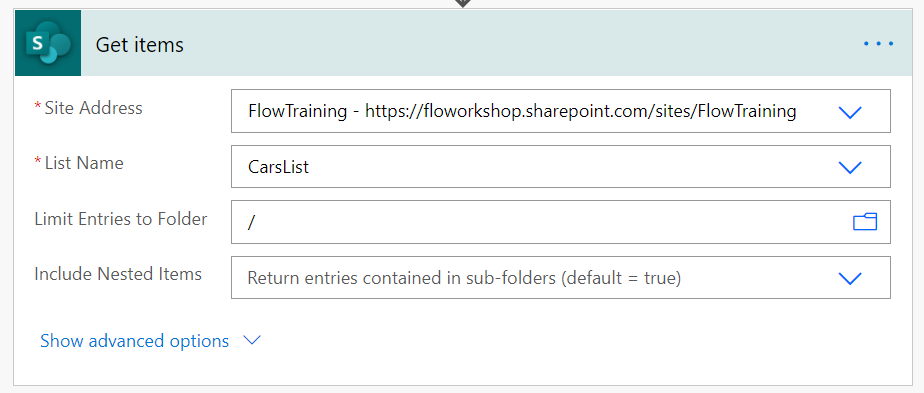 S
Get items
* Site Address
FlowTraining - https://floworkshop.sharepoint.com/sites/FlowTraining
* List Name
CarsList
Limit Entries to Folder
/
Include Nested Items
Return entries contained in sub-folders (default = true)
Show advanced options